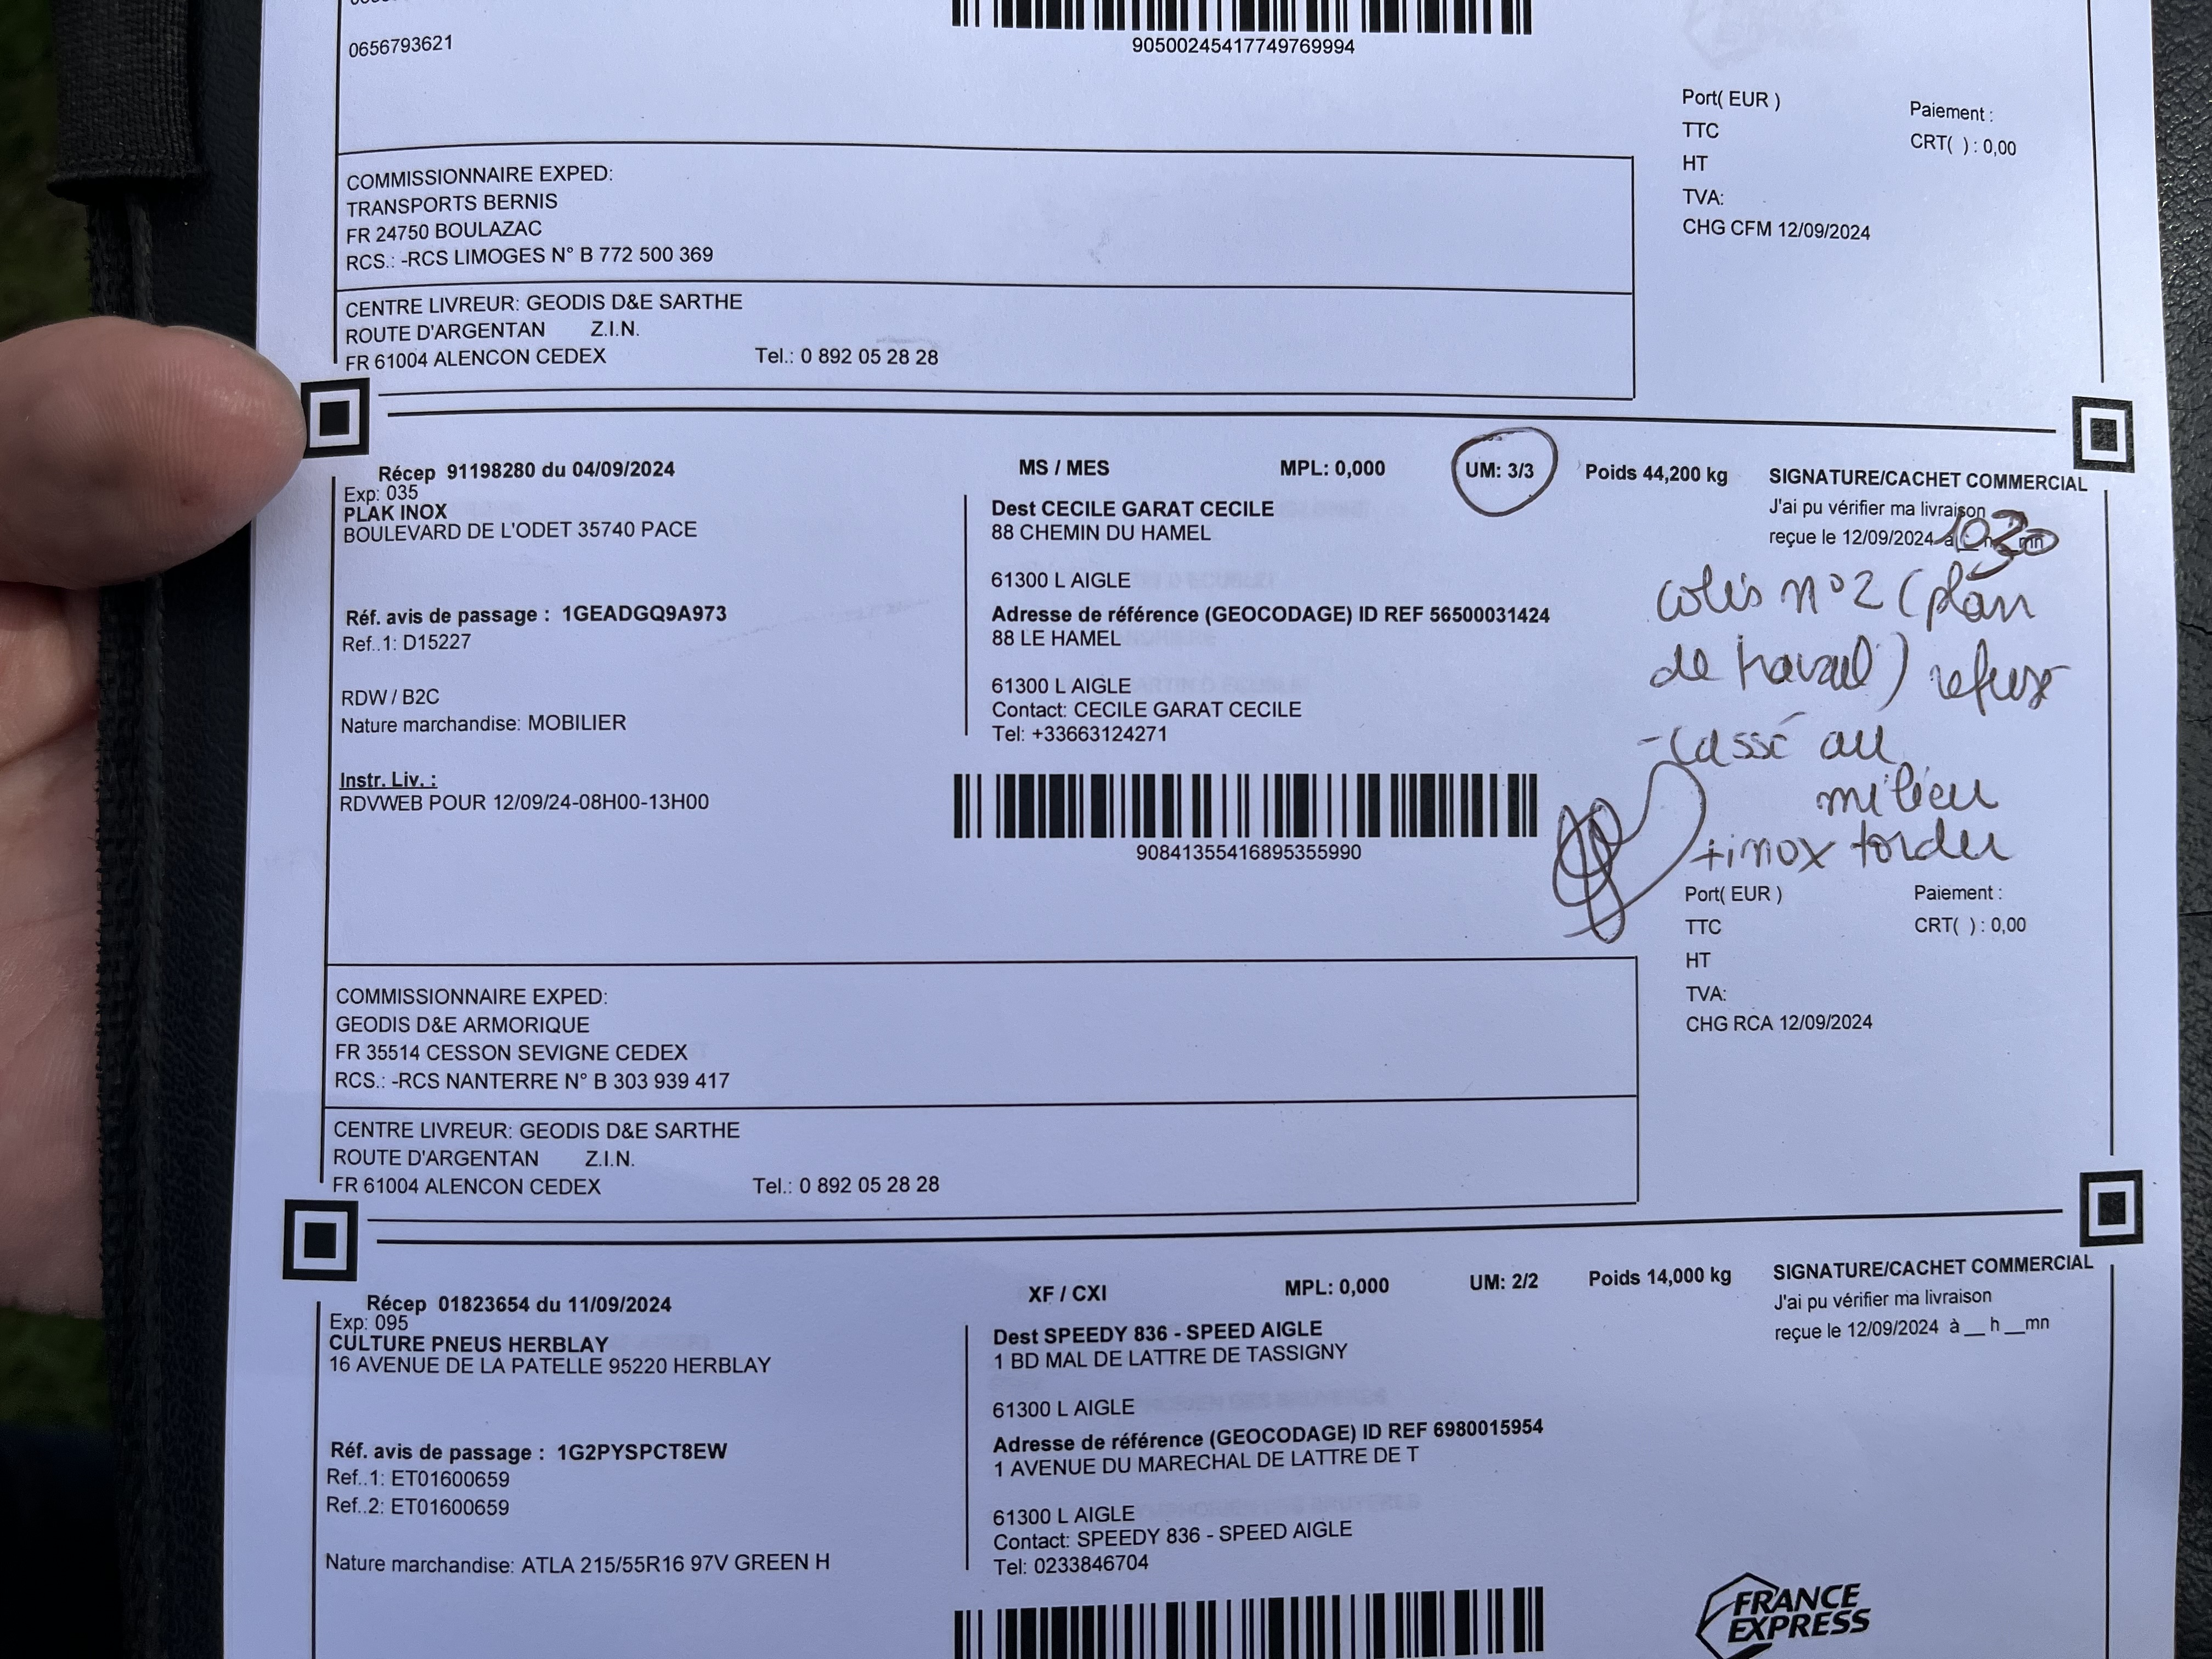 0656793621
90500245417749769994
Port( EUR )
Paiement :
TTC
CRT( ) : 0,00
HT
TVA:
CHG CFM 12/09/2024
COMMISSIONNAIRE EXPED:
TRANSPORTS BERNIS
FR 24750 BOULAZAC
RCS.: -RCS LIMOGES N° B 772 500 369
CENTRE LIVREUR: GEODIS D&E SARTHE
ROUTE D'ARGENTAN Z.I.N.
FR 61004 ALENCON CEDEX Tel.: 0 892 05 28 28
Récep 91198280 du 04/09/2024 MS / MES MPL: 0,000 UM: 3/3 Poids 44,200 kg
Exp: 035
PLAK INOX
BOULEVARD DE L'ODET 35740 PACE
Réf. avis de passage : 1GEADGQ9A973
Ref..1: D15227
RDW / B2C
Nature marchandise: MOBILIER
Instr. Liv. :
RDVWEB POUR 12/09/24-08H00-13H00
Dest CECILE GARAT CECILE
88 CHEMIN DU HAMEL
61300 L AIGLE
Adresse de référence (GEOCODAGE) ID REF 56500031424
88 LE HAMEL
61300 L AIGLE
Contact: CECILE GARAT CECILE
Tel: +33663124271
90841355416895355990
SIGNATURE/CACHET COMMERCIAL
J'ai pu vérifier ma livraison
reçue le 12/09/2024 à 10 h 30 mn
colis n°2 (plan
de travail) refusé
- cassé au
milieu
+ inox tordu
Port( EUR )
Paiement :
TTC
CRT( ) : 0,00
HT
TVA:
CHG RCA 12/09/2024
COMMISSIONNAIRE EXPED:
GEODIS D&E ARMORIQUE
FR 35514 CESSON SEVIGNE CEDEX
RCS.: -RCS NANTERRE N° B 303 939 417
CENTRE LIVREUR: GEODIS D&E SARTHE
ROUTE D'ARGENTAN Z.I.N.
FR 61004 ALENCON CEDEX Tel.: 0 892 05 28 28
Récep 01823654 du 11/09/2024 XF / CXI MPL: 0,000 UM: 2/2 Poids 14,000 kg
Exp: 095
CULTURE PNEUS HERBLAY
16 AVENUE DE LA PATELLE 95220 HERBLAY
Réf. avis de passage : 1G2PYSPCT8EW
Ref..1: ET01600659
Ref..2: ET01600659
Nature marchandise: ATLA 215/55R16 97V GREEN H
Dest SPEEDY 836 - SPEED AIGLE
1 BD MAL DE LATTRE DE TASSIGNY
61300 L AIGLE
Adresse de référence (GEOCODAGE) ID REF 6980015954
1 AVENUE DU MARECHAL DE LATTRE DE T
61300 L AIGLE
Contact: SPEEDY 836 - SPEED AIGLE
Tel: 0233846704
SIGNATURE/CACHET COMMERCIAL
J'ai pu vérifier ma livraison
reçue le 12/09/2024 à __ h __mn
FRANCE
EXPRESS